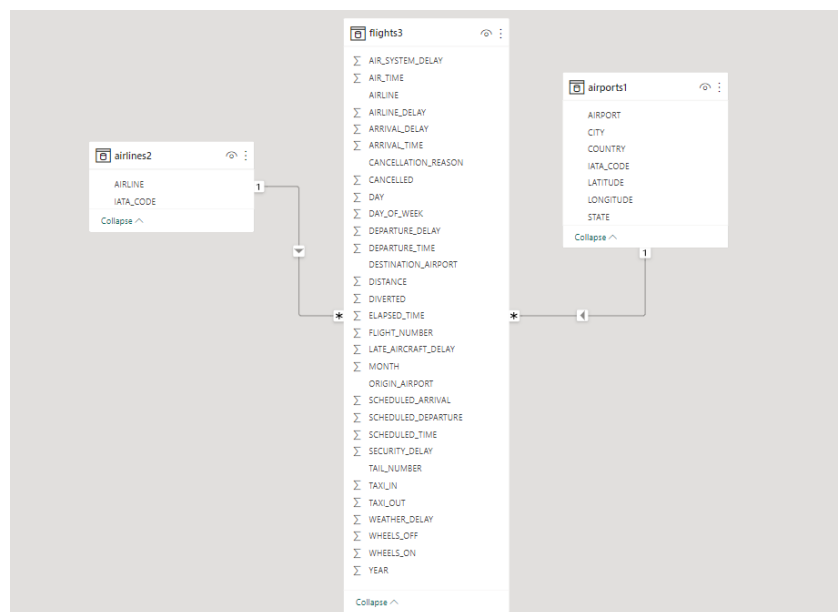 airlines2
AIRLINE
IATA_CODE
Collapse
1
flights3
AIR_SYSTEM_DELAY
AIR_TIME
AIRLINE
AIRLINE_DELAY
ARRIVAL_DELAY
ARRIVAL_TIME
CANCELLATION_REASON
CANCELLED
DAY
DAY_OF_WEEK
DEPARTURE_DELAY
DEPARTURE_TIME
DESTINATION_AIRPORT
DISTANCE
DIVERTED
ELAPSED_TIME
FLIGHT_NUMBER
LATE_AIRCRAFT_DELAY
MONTH
ORIGIN_AIRPORT
SCHEDULED_ARRIVAL
SCHEDULED_DEPARTURE
SCHEDULED_TIME
SECURITY_DELAY
TAIL_NUMBER
TAXI_IN
TAXI_OUT
WEATHER_DELAY
WHEELS_OFF
WHEELS_ON
YEAR
Collapse
*
*
airports1
AIRPORT
CITY
COUNTRY
IATA_CODE
LATITUDE
LONGITUDE
STATE
Collapse
1